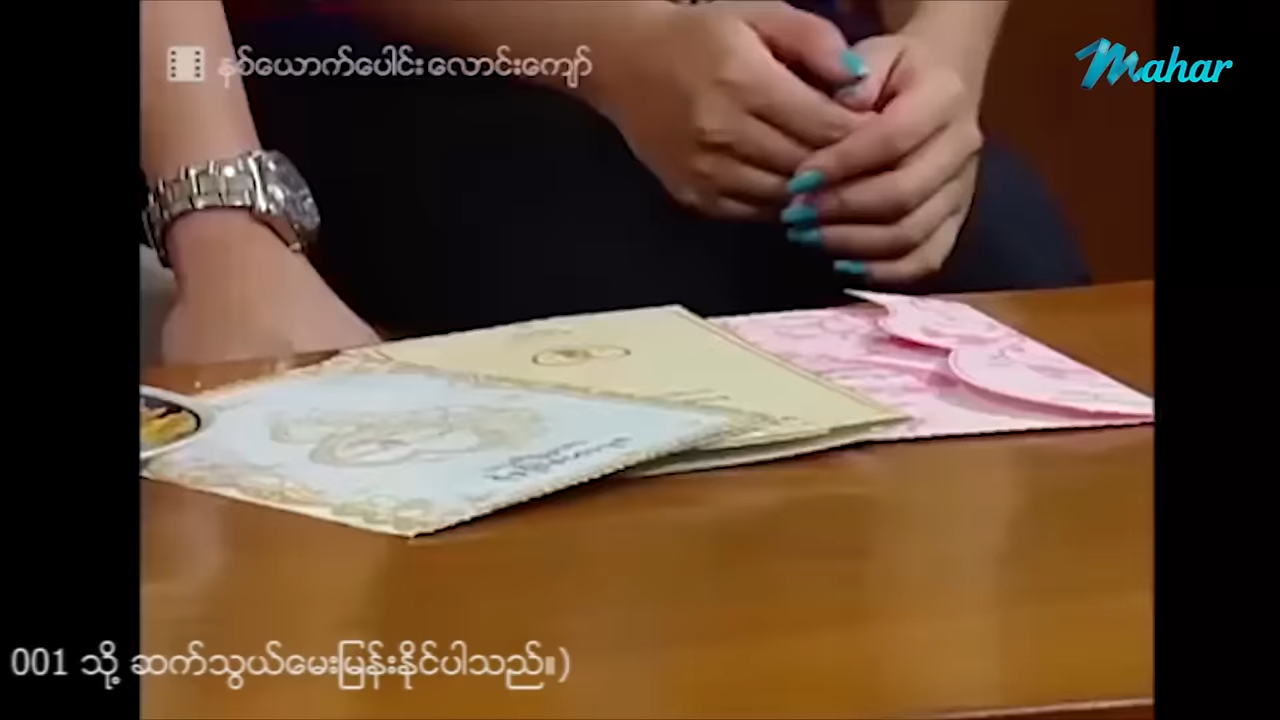 နှစ်ယောက်ပေါင်းလောင်းကျော်
Mahar
001 သို့ ဆက်သွယ်မေးမြန်းနိုင်ပါသည်။)